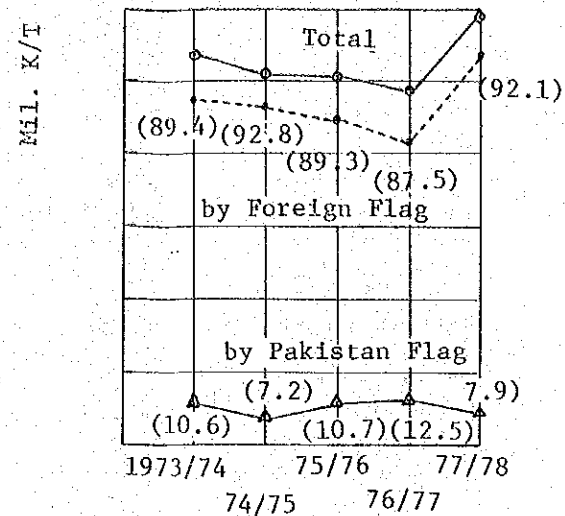 Mil. K/T
Total
(92.1)
(89.4) (92.8)
(89.3)
(87.5)
by Foreign Flag
by Pakistan Flag
(7.2) 7.9)
(10.6) (10.7) (12.5)
1973/74 75/76 77/78
74/75 76/77